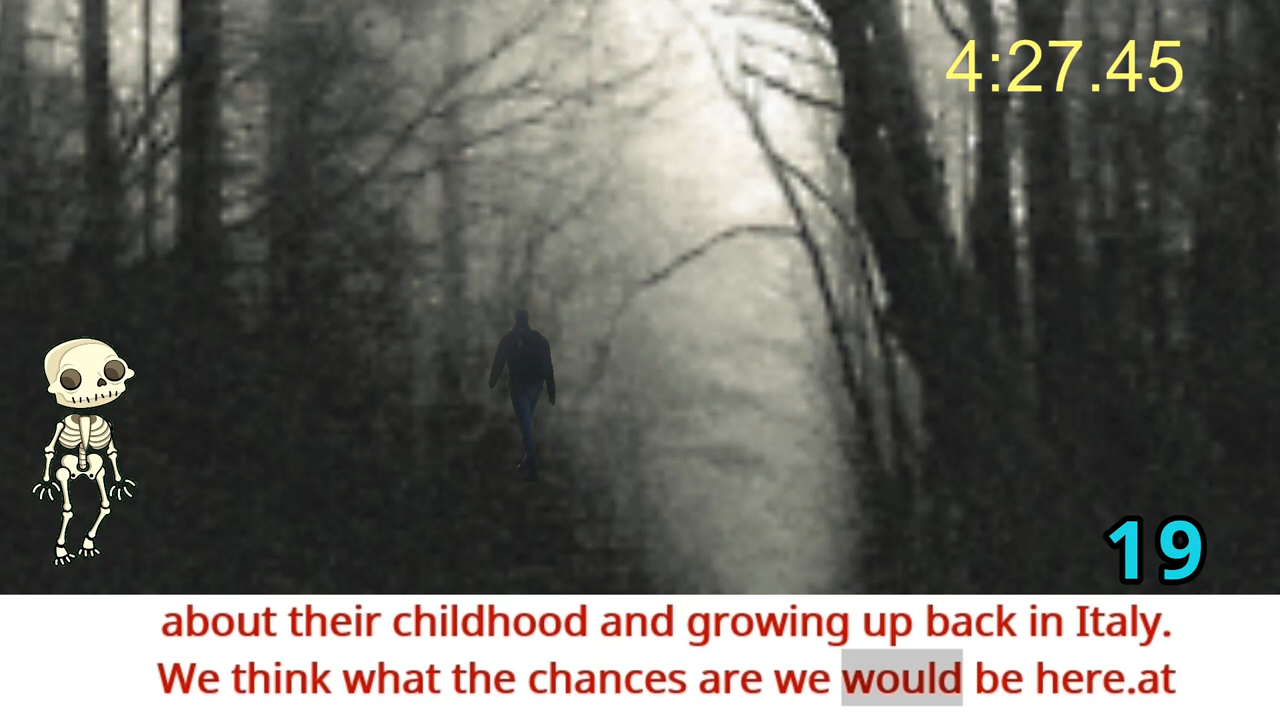 4:27.45
19
about their childhood and growing up back in Italy.
We think what the chances are we would be here.at